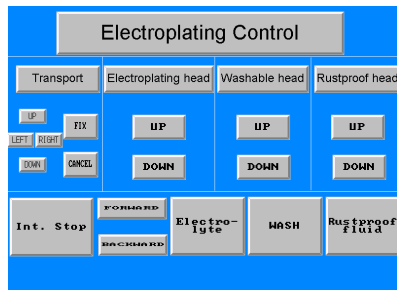 Electroplating Control
Transport
Electroplating head
Washable head
Rustproof head
UP
LEFT RIGHT
DOWN
FIX
CANCEL
UP
DOWN
UP
DOWN
UP
DOWN
Int. Stop
FORWARD
BACKWARD
Electro-
lyte
WASH
Rustproof
fluid